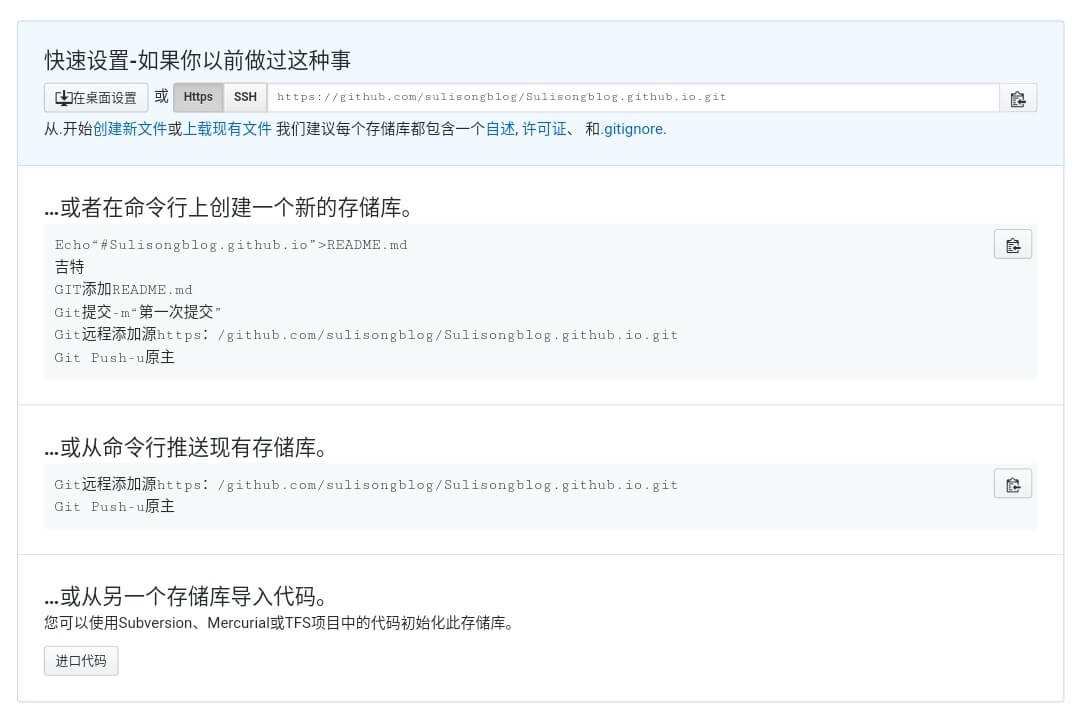 快速设置-如果你以前做过这种事
在桌面设置 或 Https SSH https://github.com/sulisongblog/Sulisongblog.github.io.git
从.开始创建新文件或上载现有文件 我们建议每个存储库都包含一个自述, 许可证、 和.gitignore.
…或者在命令行上创建一个新的存储库。
Echo“#Sulisongblog.github.io”>README.md
吉特
GIT添加README.md
Git提交-m“第一次提交”
Git远程添加源https：/github.com/sulisongblog/Sulisongblog.github.io.git
Git Push-u原主
…或从命令行推送现有存储库。
Git远程添加源https：/github.com/sulisongblog/Sulisongblog.github.io.git
Git Push-u原主
…或从另一个存储库导入代码。
您可以使用Subversion、Mercurial或TFS项目中的代码初始化此存储库。
进口代码